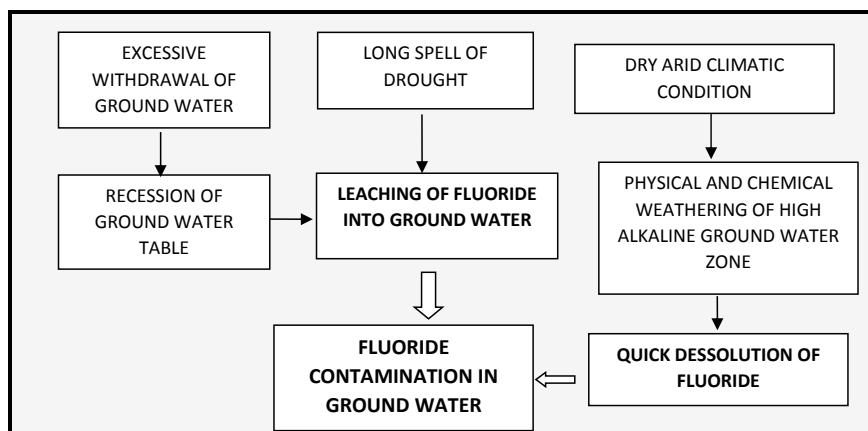 EXCESSIVE
WITHDRAWAL OF
GROUND WATER
LONG SPELL OF
DROUGHT
DRY ARID CLIMATIC
CONDITION
RECESSION OF
GROUND WATER
TABLE
LEACHING OF FLUORIDE
INTO GROUND WATER
PHYSICAL AND CHEMICAL
WEATHERING OF HIGH
ALKALINE GROUND WATER
ZONE
FLUORIDE
CONTAMINATION IN
GROUND WATER
QUICK DESSOLUTION OF
FLUORIDE